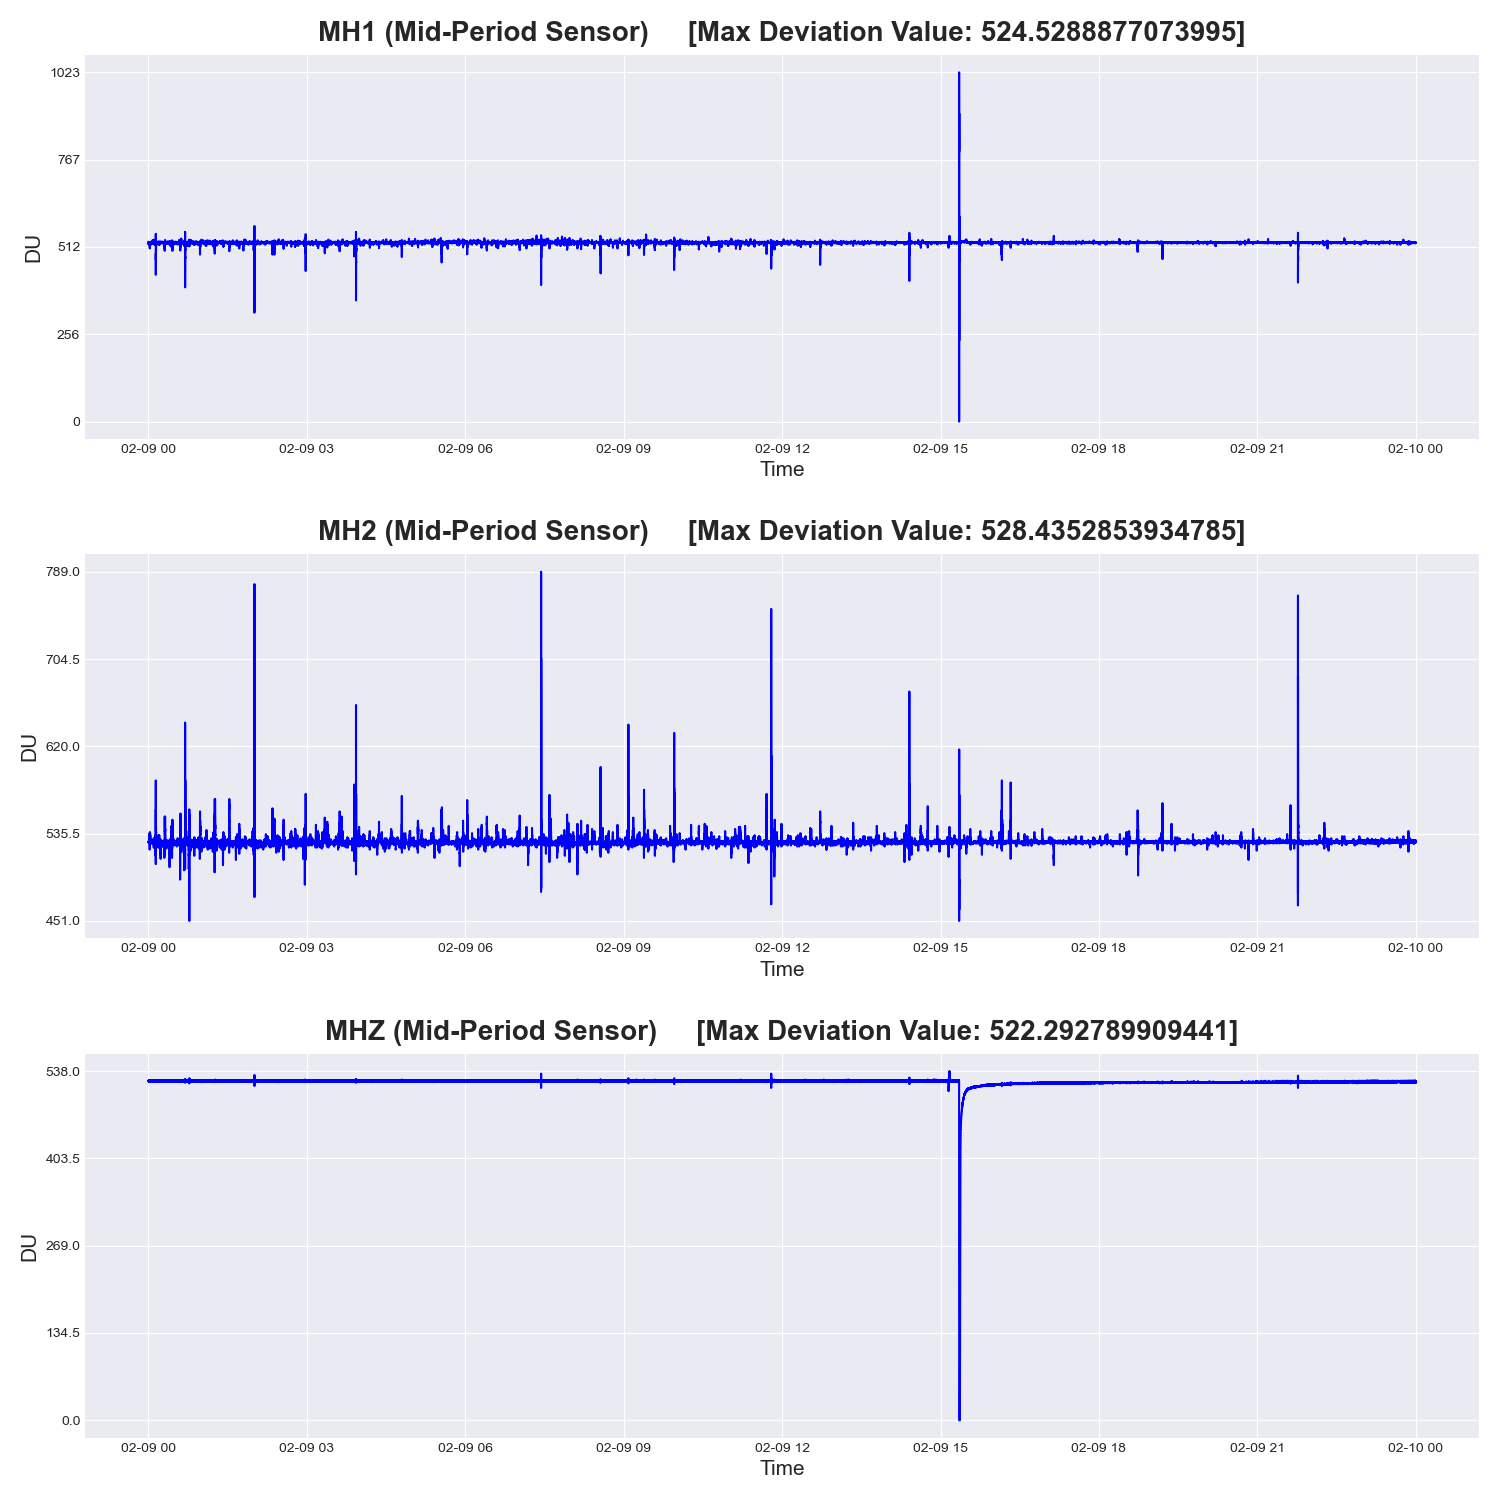 MH1 (Mid-Period Sensor) [Max Deviation Value: 524.5288877073995]
1023
767
512
256
0
DU
02-09 00 02-09 03 02-09 06 02-09 09 02-09 12 02-09 15 02-09 18 02-09 21 02-10 00
Time
MH2 (Mid-Period Sensor) [Max Deviation Value: 528.4352853934785]
789.0
704.5
620.0
535.5
451.0
DU
02-09 00 02-09 03 02-09 06 02-09 09 02-09 12 02-09 15 02-09 18 02-09 21 02-10 00
Time
MHZ (Mid-Period Sensor) [Max Deviation Value: 522.292789909441]
538.0
403.5
269.0
134.5
0.0
DU
02-09 00 02-09 03 02-09 06 02-09 09 02-09 12 02-09 15 02-09 18 02-09 21 02-10 00
Time